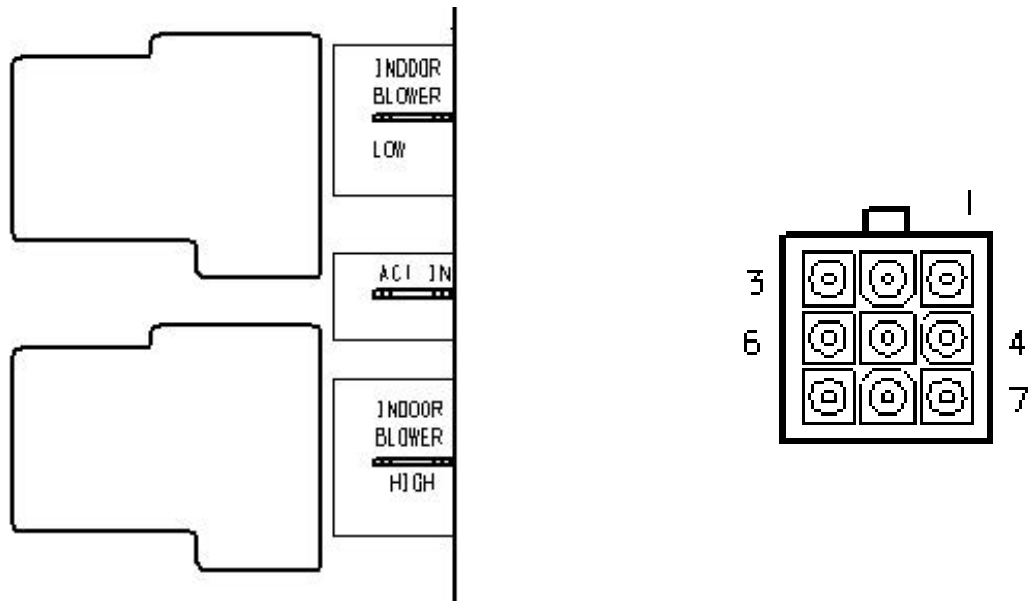 INDOOR
BLOWER
LOW
AC1 IN
INDOOR
BLOWER
HIGH
1
3
6
4
7